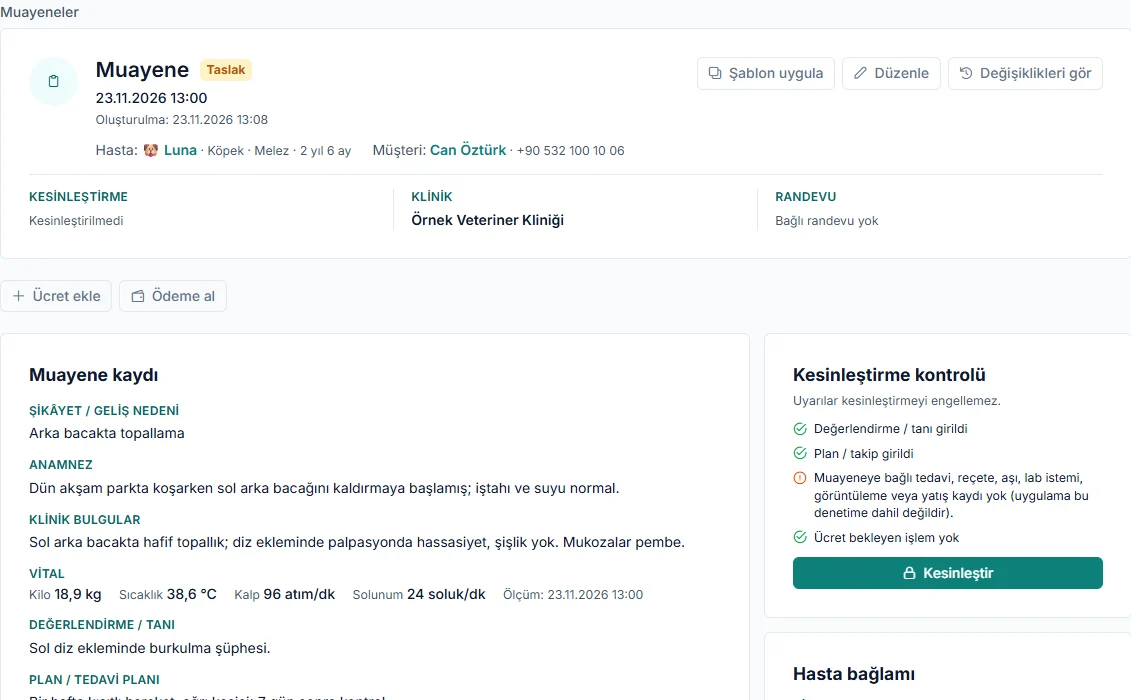 Muayeneler
Muayene Taslak
23.11.2026 13:00
Oluşturulma: 23.11.2026 13:08
Hasta: Luna · Köpek · Melez · 2 yıl 6 ay Müşteri: Can Öztürk · +90 532 100 10 06
Şablon uygula Düzenle Değişiklikleri gör
KESİNLEŞTİRME
Kesinleştirilmedi
KLİNİK
Örnek Veteriner Kliniği
RANDEVU
Bağlı randevu yok
Ücret ekle Ödeme al
Muayene kaydı
ŞİKÂYET / GELİŞ NEDENİ
Arka bacakta topallama
ANAMNEZ
Dün akşam parkta koşarken sol arka bacağını kaldırmaya başlamış; iştahı ve suyu normal.
KLİNİK BULGULAR
Sol arka bacakta hafif topallık; diz ekleminde palpasyonda hassasiyet, şişlik yok. Mukozalar pembe.
VİTAL
Kilo 18,9 kg Sıcaklık 38,6 °C Kalp 96 atım/dk Solunum 24 soluk/dk Ölçüm: 23.11.2026 13:00
DEĞERLENDİRME / TANI
Sol diz ekleminde burkulma şüphesi.
PLAN / TEDAVİ PLANI
Kesinleştirme kontrolü
Uyarılar kesinleştirmeyi engellemez.
Değerlendirme / tanı girildi
Plan / takip girildi
Muayeneye bağlı tedavi, reçete, aşı, lab istemi,
görüntüleme veya yatış kaydı yok (uygulama bu
denetime dahil değildir).
Ücret bekleyen işlem yok
Kesinleştir
Hasta bağlamı